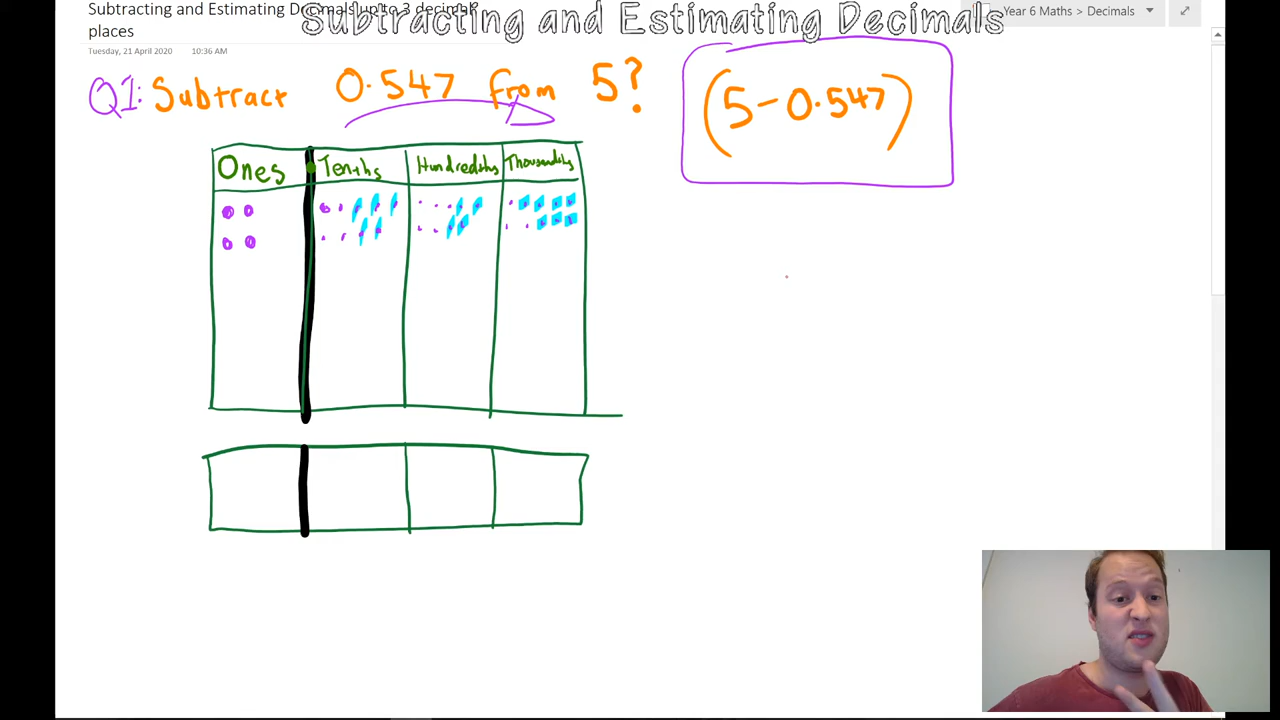 Subtracting and Estimating Decimals up to 3 decimal
places
Subtracting and Estimating Decimals
Year 6 Maths > Decimals
Tuesday, 21 April 2020 10:36 AM
Q1: Subtract 0.547 from 5?
(5-0.547)
Ones Tenths Hundredths Thousandths